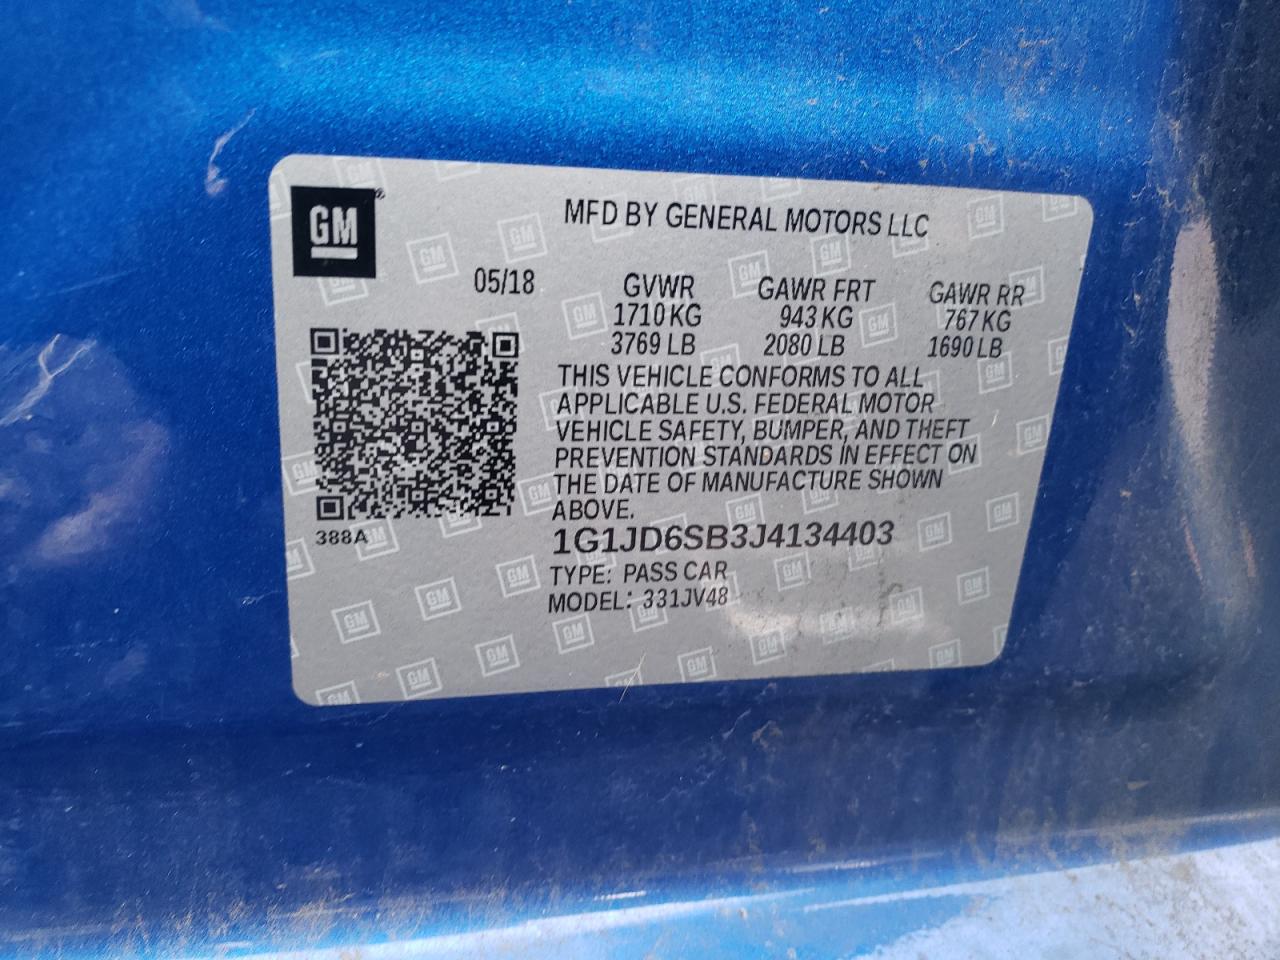 GM®
MFD BY GENERAL MOTORS LLC
05/18
GVWR GAWR FRT GAWR RR
1710 KG 943 KG 767 KG
3769 LB 2080 LB 1690 LB
THIS VEHICLE CONFORMS TO ALL
APPLICABLE U.S. FEDERAL MOTOR
VEHICLE SAFETY, BUMPER, AND THEFT
PREVENTION STANDARDS IN EFFECT ON
THE DATE OF MANUFACTURE SHOWN
ABOVE.
388A
1G1JD6SB3J4134403
TYPE: PASS CAR
MODEL: 331JV48